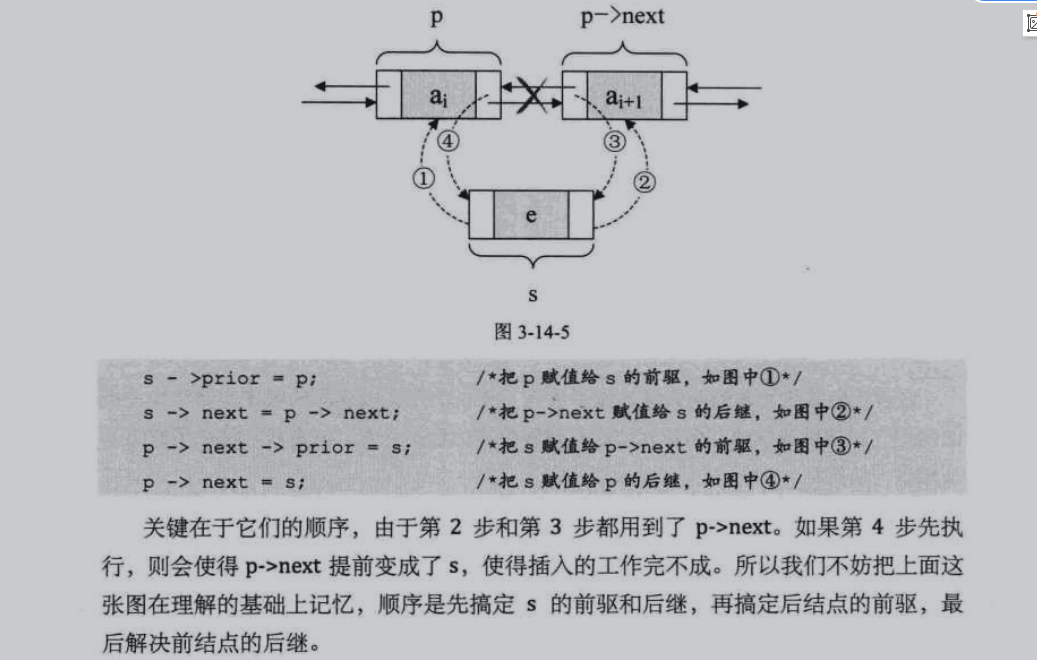 p p->next
aᵢ aᵢ₊₁
④ ③
① ②
e
s
图 3-14-5
s - >prior = p; /*把 p 赋值给 s 的前驱，如图中①*/
s -> next = p -> next; /*把 p->next 赋值给 s 的后继，如图中②*/
p -> next -> prior = s; /*把 s 赋值给 p->next 的前驱，如图中③*/
p -> next = s; /*把 s 赋值给 p 的后继，如图中④*/
关键在于它们的顺序，由于第 2 步和第 3 步都用到了 p->next。如果第 4 步先执
行，则会使得 p->next 提前变成了 s，使得插入的工作完不成。所以我们不妨把上面这
张图在理解的基础上记忆，顺序是先搞定 s 的前驱和后继，再搞定后结点的前驱，最
后解决前结点的后继。